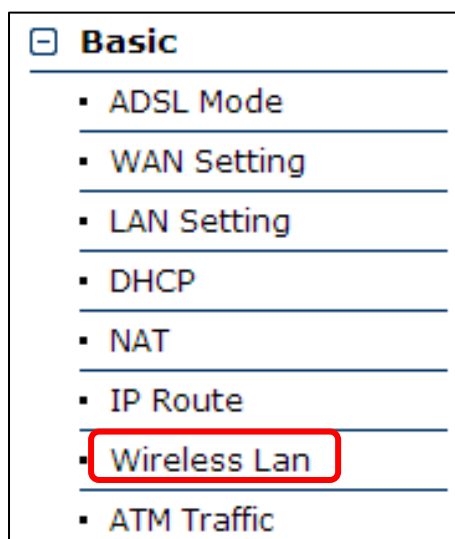 Basic
ADSL Mode
WAN Setting
LAN Setting
DHCP
NAT
IP Route
Wireless Lan
ATM Traffic